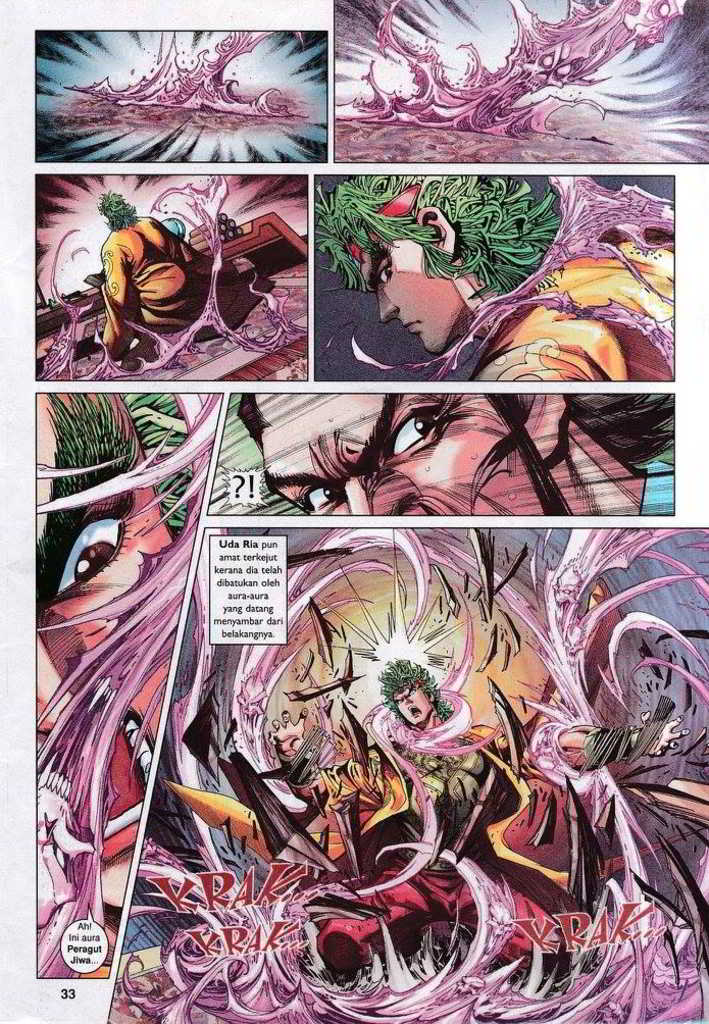 ?!
Uda Ria pun
amat terkejut
kerana dia telah
dibatukan oleh
aura-aura
yang datang
menyambar dari
belakangnya.
Ah!
Ini aura
Peragut
Jiwa...
KRAK...
KRAK...
KRAK...
33